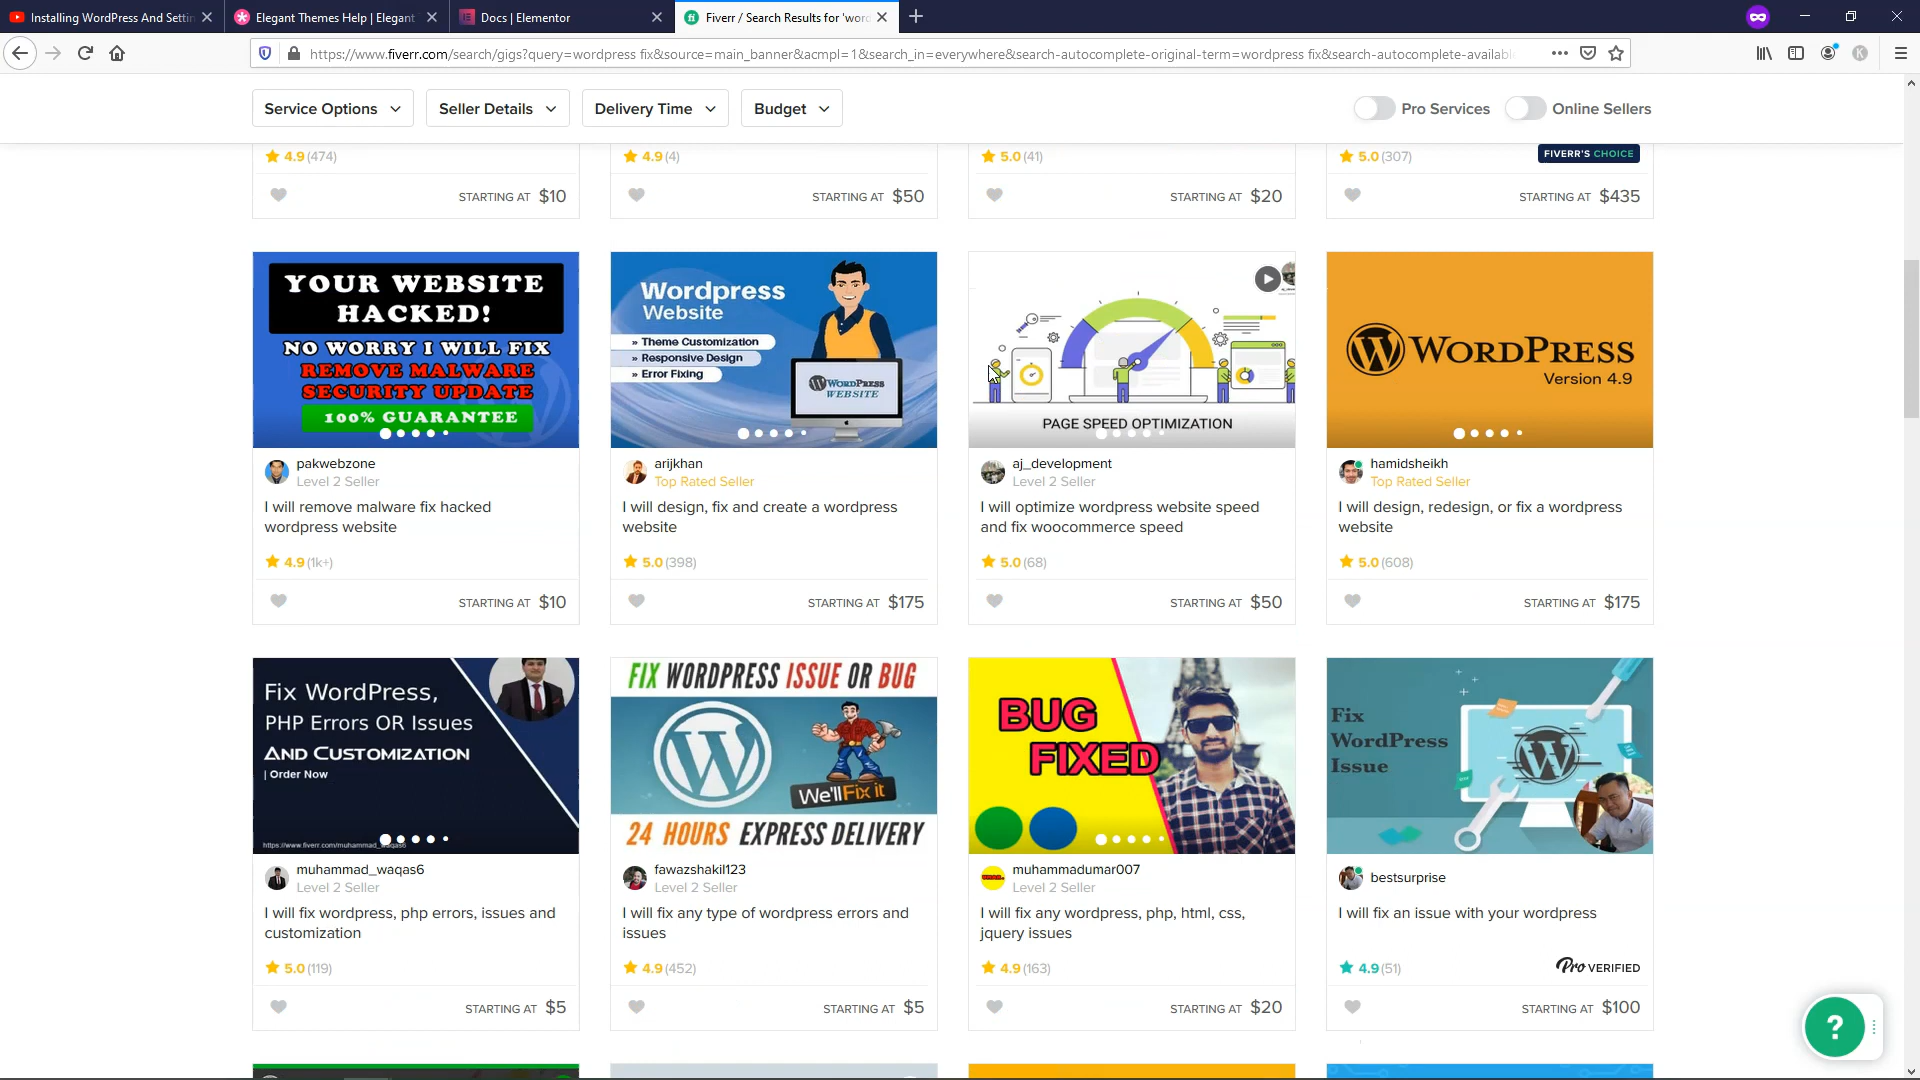 Installing WordPress And Settin
Elegant Themes Help | Elegant
Docs | Elementor
Fiverr / Search Results for 'word
https://www.fiverr.com/search/gigs?query=wordpress fix&source=main_banner&acmpl=1&search_in=everywhere&search-autocomplete-original-term=wordpress fix&search-autocomplete-availabl
Service Options
Seller Details
Delivery Time
Budget
Pro Services
Online Sellers
4.9 (474)
4.9 (4)
5.0 (41)
5.0 (307)
FIVERR'S CHOICE
STARTING AT $10
STARTING AT $50
STARTING AT $20
STARTING AT $435
YOUR WEBSITE
HACKED!
NO WORRY I WILL FIX
REMOVE MALWARE
SECURITY UPDATE
100% GUARANTEE
Wordpress
Website
» Theme Customization
» Responsive Design
» Error Fixing
WORDPRESS
WEBSITE
PAGE SPEED OPTIMIZATION
WORDPRESS
Version 4.9
pakwebzone
Level 2 Seller
I will remove malware fix hacked
wordpress website
4.9 (1k+)
STARTING AT $10
arijkhan
Top Rated Seller
I will design, fix and create a wordpress
website
5.0 (398)
STARTING AT $175
aj_development
Level 2 Seller
I will optimize wordpress website speed
and fix woocommerce speed
5.0 (68)
STARTING AT $50
hamidsheikh
Top Rated Seller
I will design, redesign, or fix a wordpress
website
5.0 (608)
STARTING AT $175
Fix WordPress,
PHP Errors OR Issues
AND CUSTOMIZATION
| Order Now
https://www.fiverr.com/muhammad_waqas6
FIX WORDPRESS ISSUE OR BUG
We'll Fix it
24 HOURS EXPRESS DELIVERY
BUG
FIXED
Fix
WordPress
Issue
muhammad_waqas6
Level 2 Seller
I will fix wordpress, php errors, issues and
customization
5.0 (119)
STARTING AT $5
fawazshakil123
Level 2 Seller
I will fix any type of wordpress errors and
issues
4.9 (452)
STARTING AT $5
muhammadumar007
Level 2 Seller
I will fix any wordpress, php, html, css,
jquery issues
4.9 (163)
STARTING AT $20
bestsurprise
I will fix an issue with your wordpress
4.9 (51)
Pro VERIFIED
STARTING AT $100
?